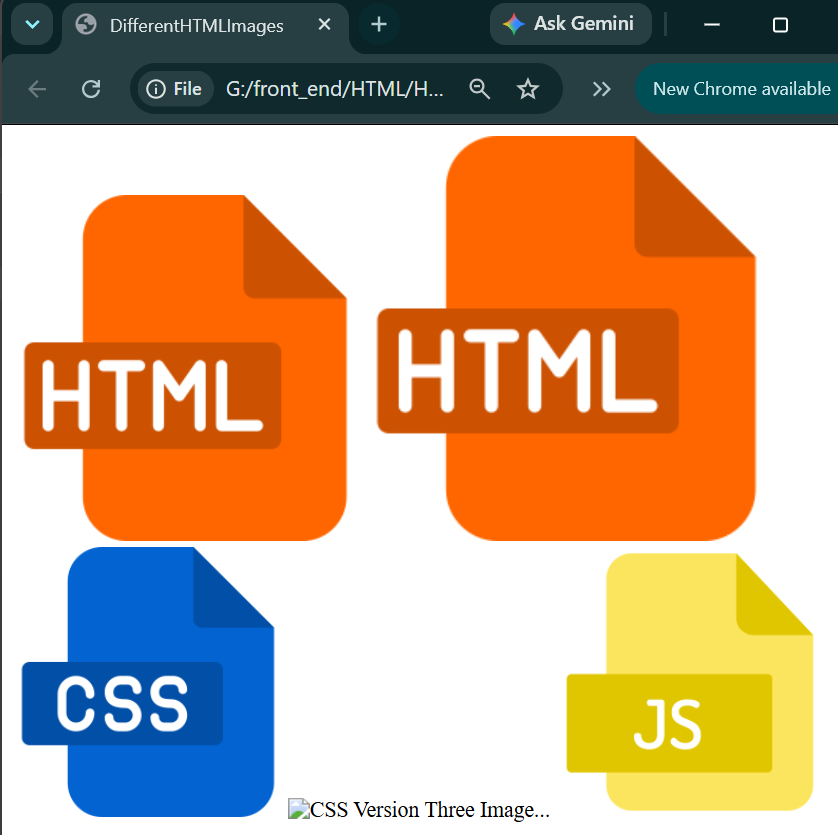 DifferentHTMLImages
Ask Gemini
File
G:/front_end/HTML/H...
New Chrome available
HTML
HTML
CSS
JS
CSS Version Three Image...